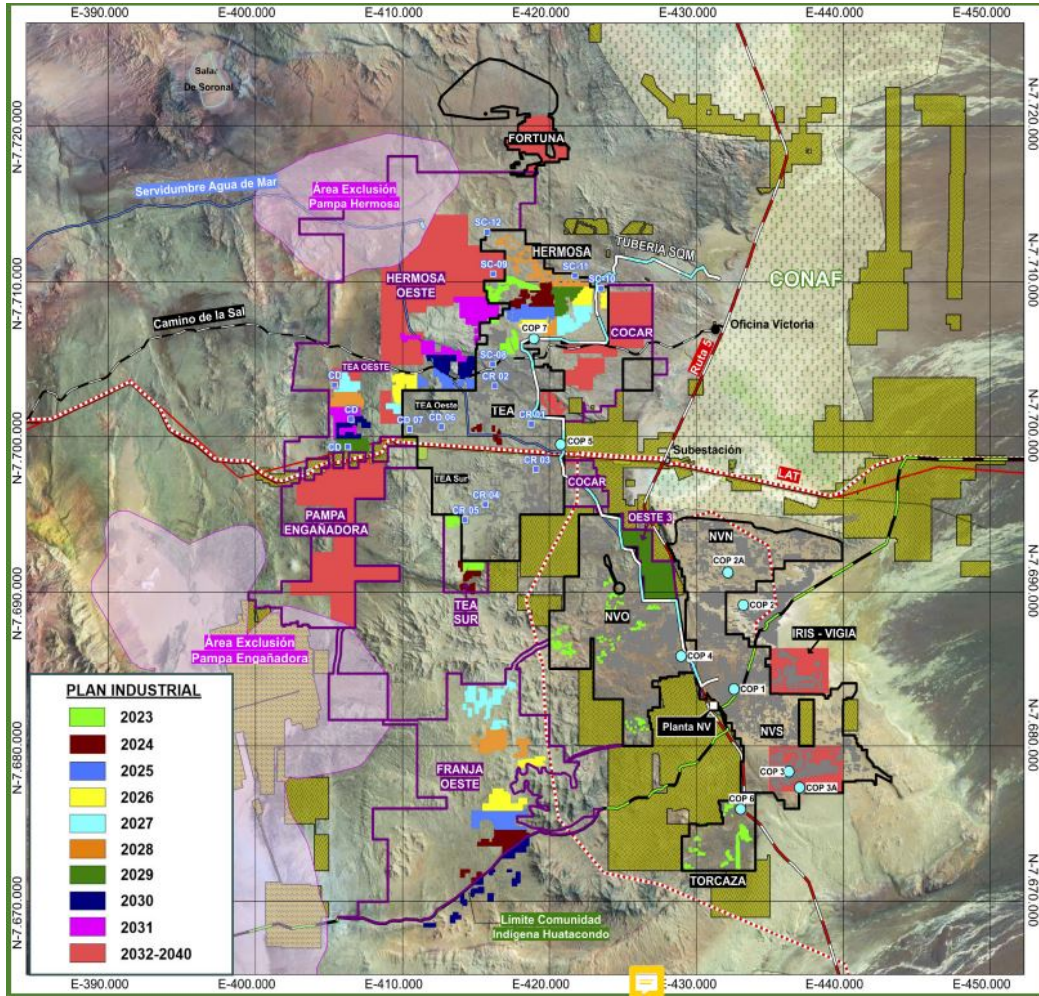 E-390.000
E-400.000
E-410.000
E-420.000
E-430.000
E-440.000
E-450.000
N-7.720.000
N-7.710.000
N-7.700.000
N-7.690.000
N-7.680.000
N-7.670.000
N-7.720.000
N-7.710.000
N-7.700.000
N-7.690.000
N-7.680.000
N-7.670.000
Salar
De Soronal
FORTUNA
Servidumbre Agua de Mar
Área Exclusión
Pampa Hermosa
SC-12
HERMOSA
TUBERIA SQM
SC-09
SC-11
SC-10
HERMOSA
OESTE
CONAF
Camino de la Sal
COP 7
COCAR
Oficina Victoria
Ruta 5
SC-08
TEA OESTE
CD
CR 02
CD
TEA Oeste
TEA
CR 01
CD 07
CD 06
COP 5
CD
Subestación
CR 03
LAT
TEA Sur
COCAR
CR 04
CR 05
PAMPA
ENGAÑADORA
OESTE 3
NVN
COP 2A
TEA
SUR
NVO
COP 2
IRIS - VIGIA
Área Exclusión
Pampa Engañadora
COP 4
COP 1
Planta NV
NVS
FRANJA
OESTE
COP 3
COP 3A
COP 6
TORCAZA
Límite Comunidad
Indigena Huatacondo
PLAN INDUSTRIAL
2023
2024
2025
2026
2027
2028
2029
2030
2031
2032-2040
E-390.000
E-400.000
E-410.000
E-420.000
E-430.000
E-440.000
E-450.000